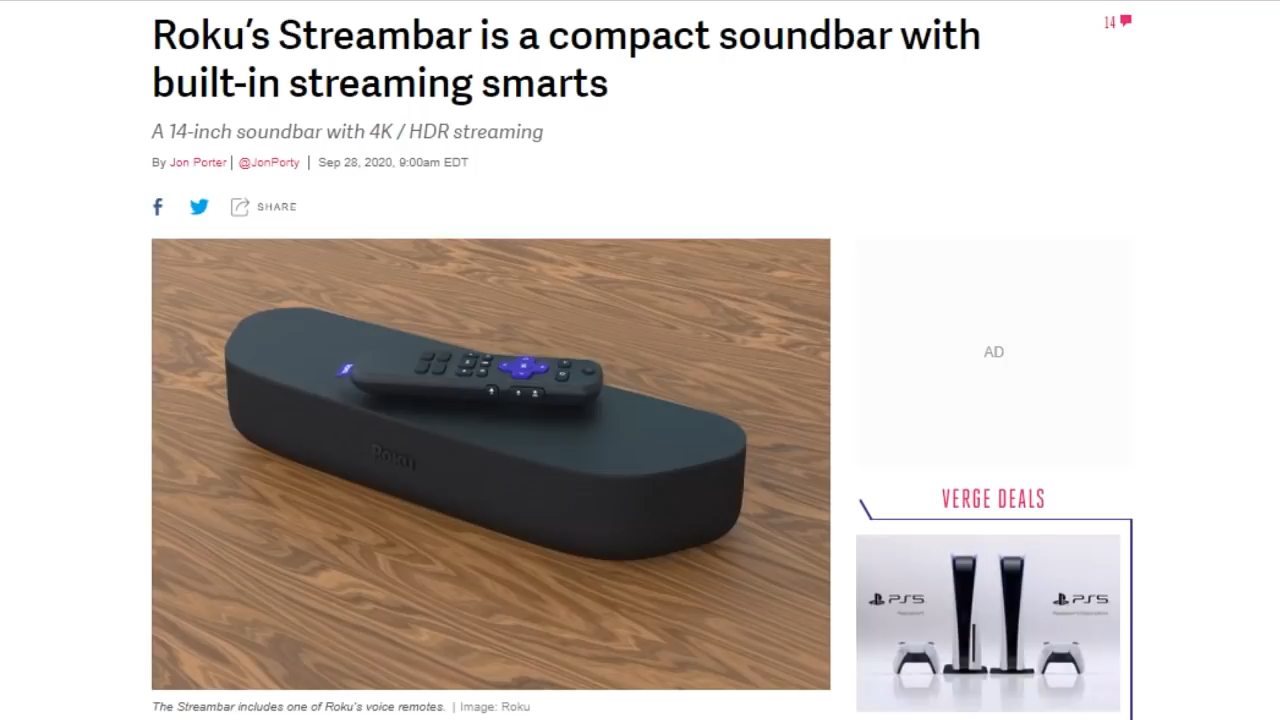 Roku's Streambar is a compact soundbar with
built-in streaming smarts
14
A 14-inch soundbar with 4K / HDR streaming
By Jon Porter | @JonPorty | Sep 28, 2020, 9:00am EDT
SHARE
Roku
AD
VERGE DEALS
PS5
PS5
The Streambar includes one of Roku's voice remotes. | Image: Roku